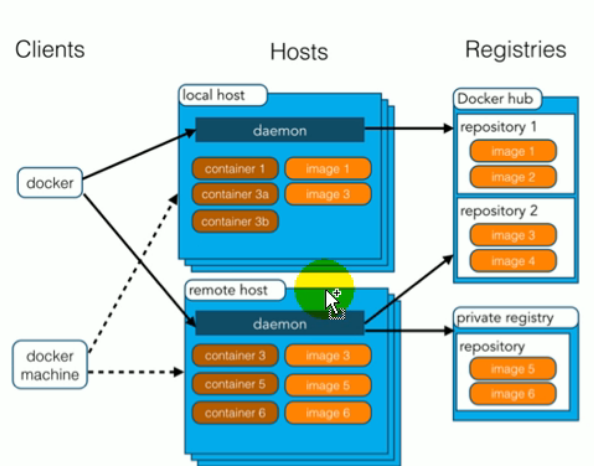 Clients
Hosts
Registries
local host
daemon
container 1
image 1
container 3a
image 3
container 3b
docker
Docker hub
repository 1
image 1
image 2
repository 2
image 3
image 4
remote host
daemon
container 3
image 3
container 5
image 5
container 6
image 6
docker
machine
private registry
repository
image 5
image 6